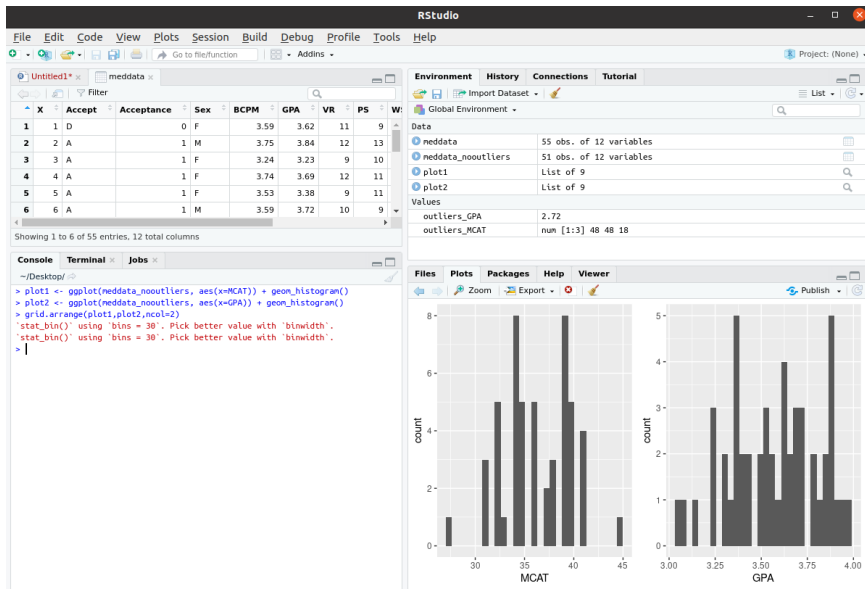 RStudio
File Edit Code View Plots Session Build Debug Profile Tools Help
Go to file/function Addins Project: (None)
Untitled1* meddata
Filter
X Accept Acceptance Sex BCPM GPA VR PS WS
1 1 D 0 F 3.59 3.62 11 9
2 2 A 1 M 3.75 3.84 12 13
3 3 A 1 F 3.24 3.23 9 10
4 4 A 1 F 3.74 3.69 12 11
5 5 A 1 F 3.53 3.38 9 11
6 6 A 1 M 3.59 3.72 10 9
Showing 1 to 6 of 55 entries, 12 total columns
Console Terminal Jobs
~/Desktop/
> plot1 <- ggplot(meddata_nooutliers, aes(x=MCAT)) + geom_histogram()
> plot2 <- ggplot(meddata_nooutliers, aes(x=GPA)) + geom_histogram()
> grid.arrange(plot1,plot2,ncol=2)
`stat_bin()` using `bins = 30`. Pick better value with `binwidth`.
`stat_bin()` using `bins = 30`. Pick better value with `binwidth`.
>
Environment History Connections Tutorial
Import Dataset List
Global Environment
Data
meddata 55 obs. of 12 variables
meddata_nooutliers 51 obs. of 12 variables
plot1 List of 9
plot2 List of 9
Values
outliers_GPA 2.72
outliers_MCAT num [1:3] 48 48 18
Files Plots Packages Help Viewer
Zoom Export Publish
8
6
4
2
0
count
30 35 40 45
MCAT
5
4
3
2
1
0
count
3.00 3.25 3.50 3.75 4.00
GPA